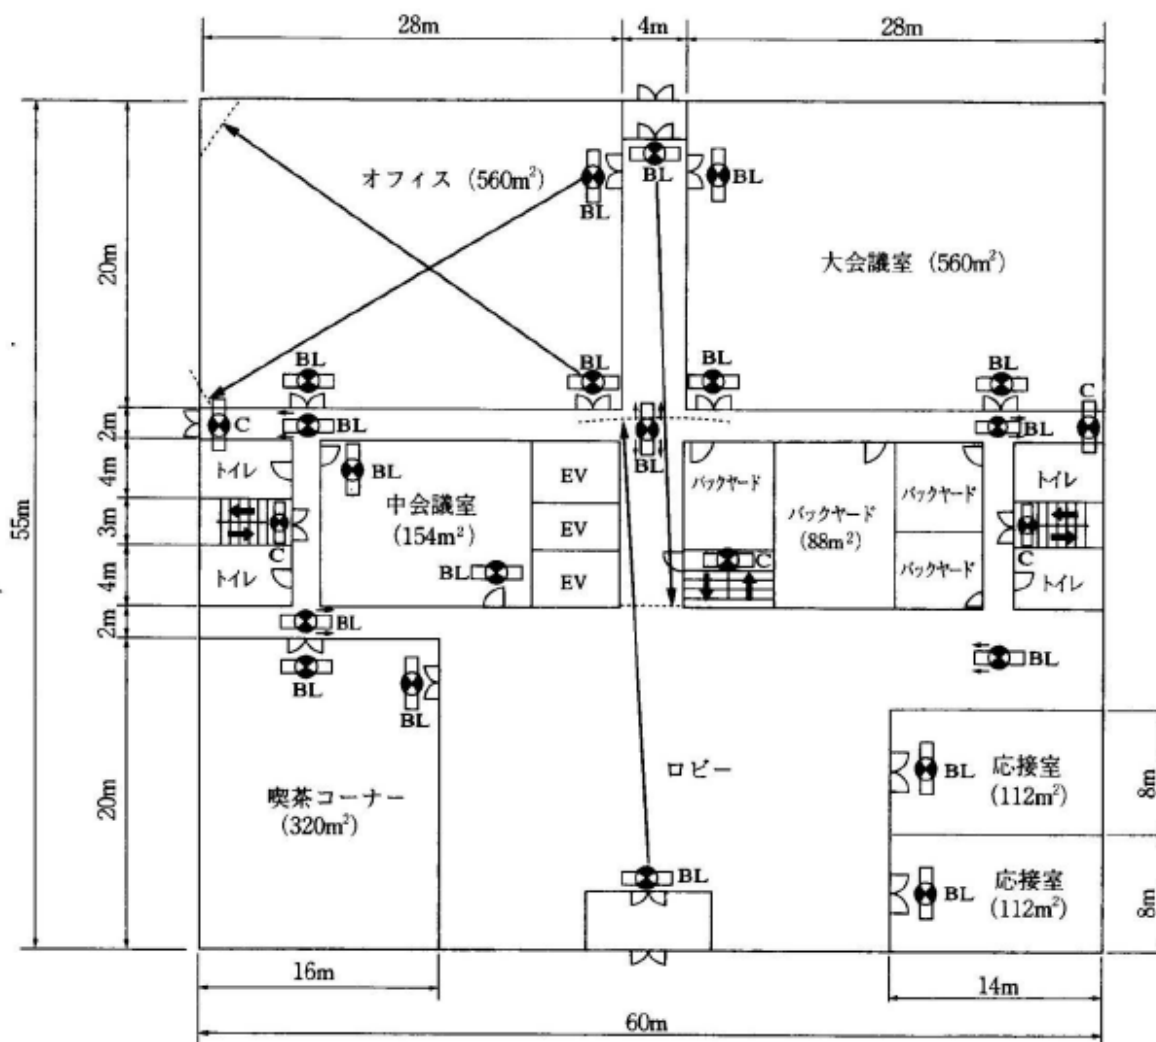 28m
4m
28m
BL
オフィス（560m²）
BL
BL
大会議室（560m²）
20m
BL
BL
BL
BL
C
2m
C
BL
BL
BL
トイレ
BL
EV
バックヤード
トイレ
4m
中会議室
（154m²）
EV
バックヤード
（88m²）
バックヤード
55m
3m
C
C
C
トイレ
BL
EV
バックヤード
トイレ
4m
2m
BL
BL
BL
BL
ロビー
BL
応接室
（112m²）
8m
喫茶コーナー
（320m²）
20m
BL
BL
応接室
（112m²）
8m
16m
14m
60m